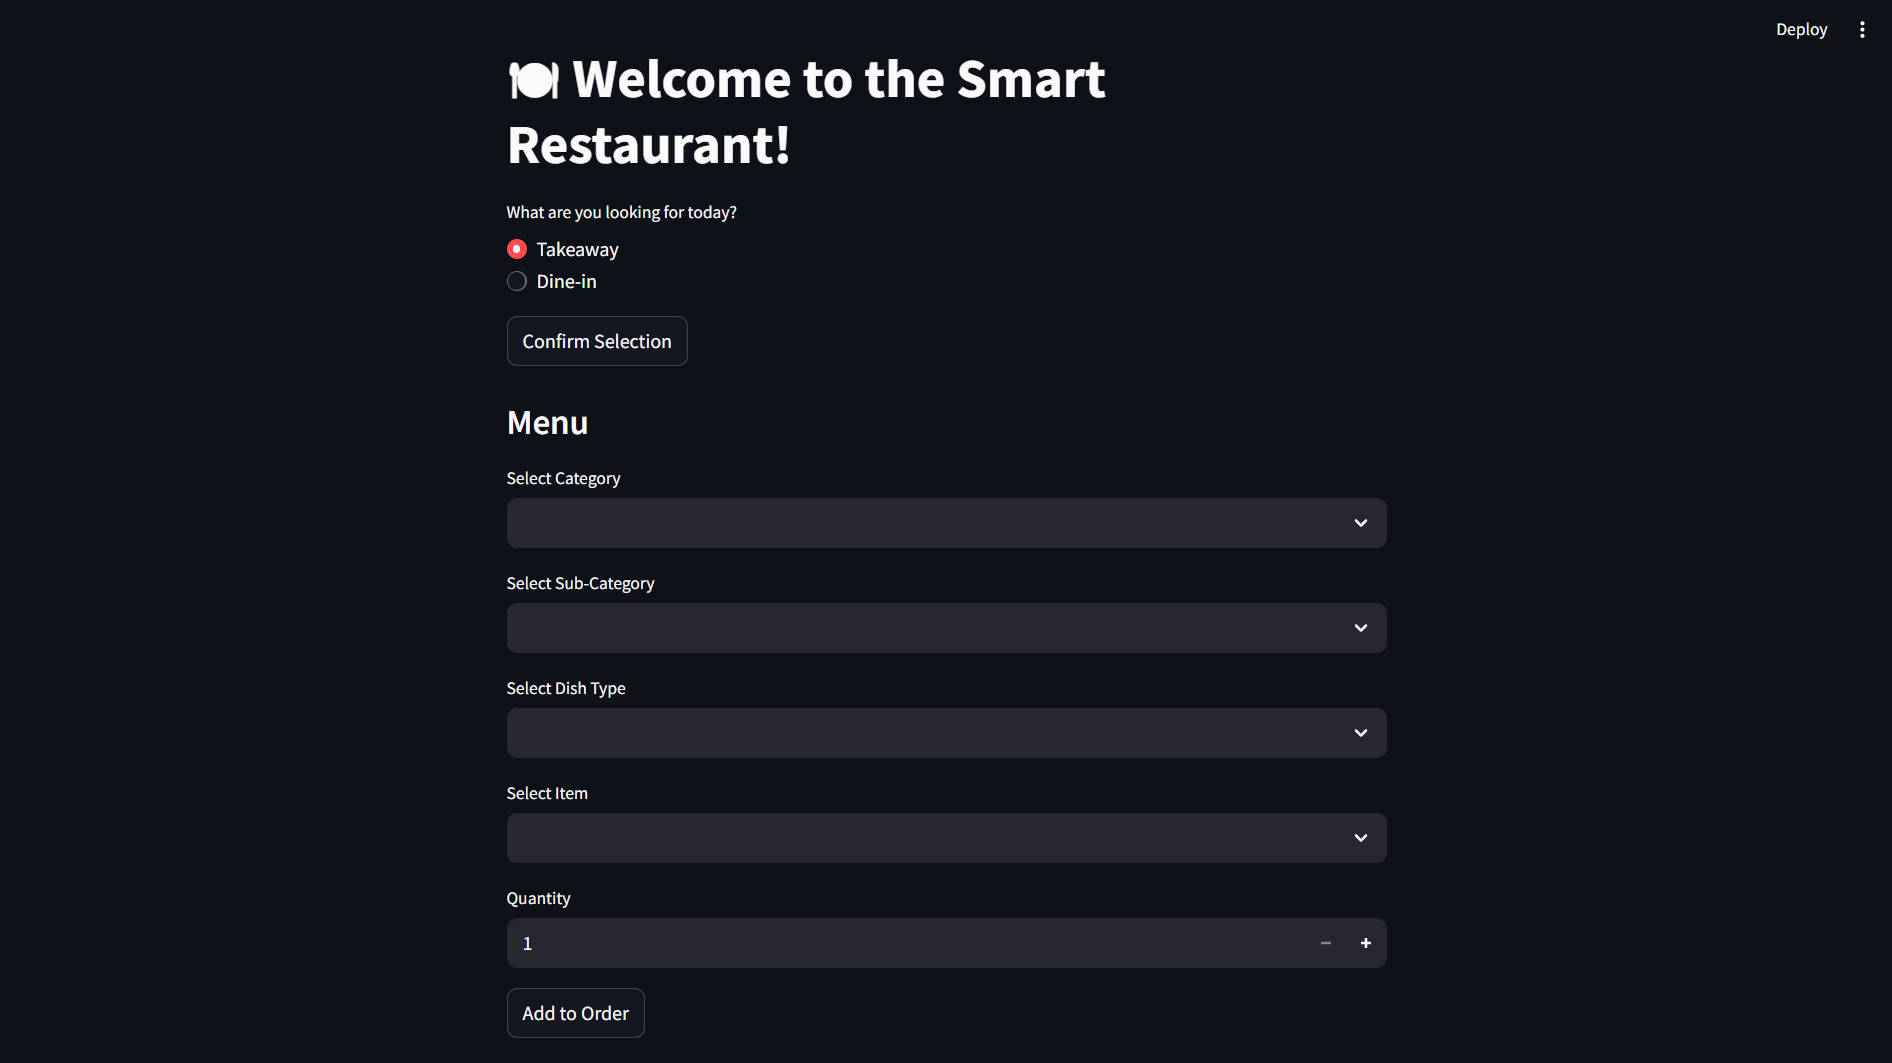 Deploy
🍽 Welcome to the Smart
Restaurant!
What are you looking for today?
Takeaway
Dine-in
Confirm Selection
Menu
Select Category
Select Sub-Category
Select Dish Type
Select Item
Quantity
1
Add to Order